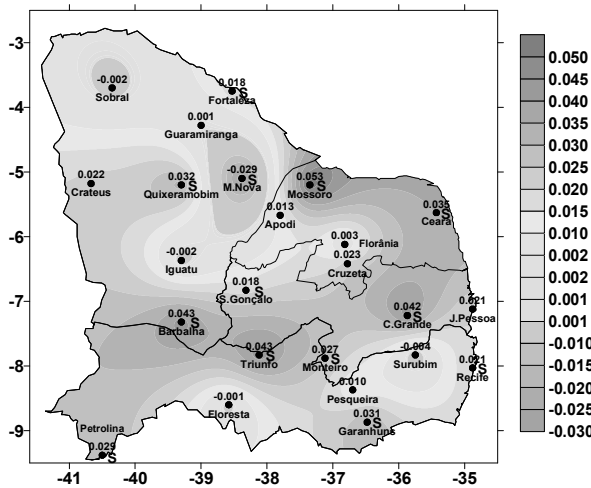 -3
-4
-5
-6
-7
-8
-9
-41
-40
-39
-38
-37
-36
-35
-0.002
Sobral
0.018
S
Fortaleza
0.001
Guaramiranga
0.022
Crateus
0.032
S
Quixeramobim
-0.029
S
M.Nova
0.053
S
Mossoro
0.013
Apodi
0.035
S
Ceará
0.003
Florânia
0.023
Cruzeta
-0.002
Iguatu
0.018
S
S.Gonçalo
0.043
S
Barbalha
0.042
S
C.Grande
0.021
J.Pessoa
0.043
S
Triunfo
0.027
S
Monteiro
-0.004
Surubim
0.021
S
Recife
0.010
Pesqueira
-0.001
Floresta
0.031
S
Garanhuns
Petrolina
0.029
S
0.050
0.045
0.040
0.035
0.030
0.025
0.020
0.015
0.010
0.002
0.001
0.002
0.001
-0.010
-0.015
-0.020
-0.025
-0.030